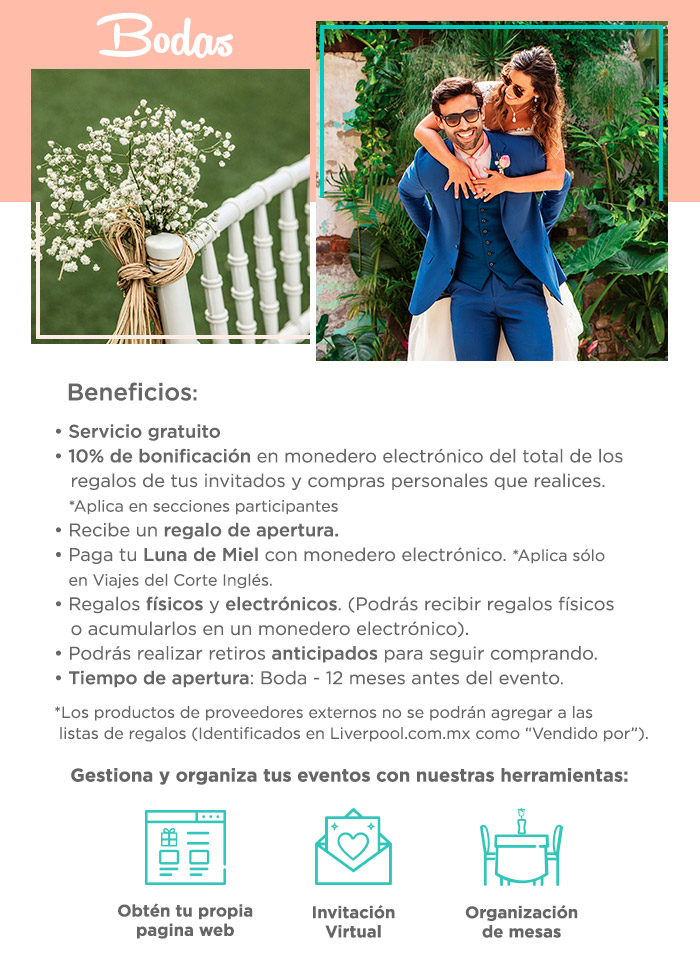 Bodas
Beneficios:
• Servicio gratuito
• 10% de bonificación en monedero electrónico del total de los
regalos de tus invitados y compras personales que realices.
*Aplica en secciones participantes
• Recibe un regalo de apertura.
• Paga tu Luna de Miel con monedero electrónico. *Aplica sólo
en Viajes del Corte Inglés.
• Regalos físicos y electrónicos. (Podrás recibir regalos físicos
o acumularlos en un monedero electrónico).
• Podrás realizar retiros anticipados para seguir comprando.
• Tiempo de apertura: Boda - 12 meses antes del evento.
*Los productos de proveedores externos no se podrán agregar a las
listas de regalos (Identificados en Liverpool.com.mx como “Vendido por”).
Gestiona y organiza tus eventos con nuestras herramientas:
Obtén tu propia
pagina web
Invitación
Virtual
Organización
de mesas